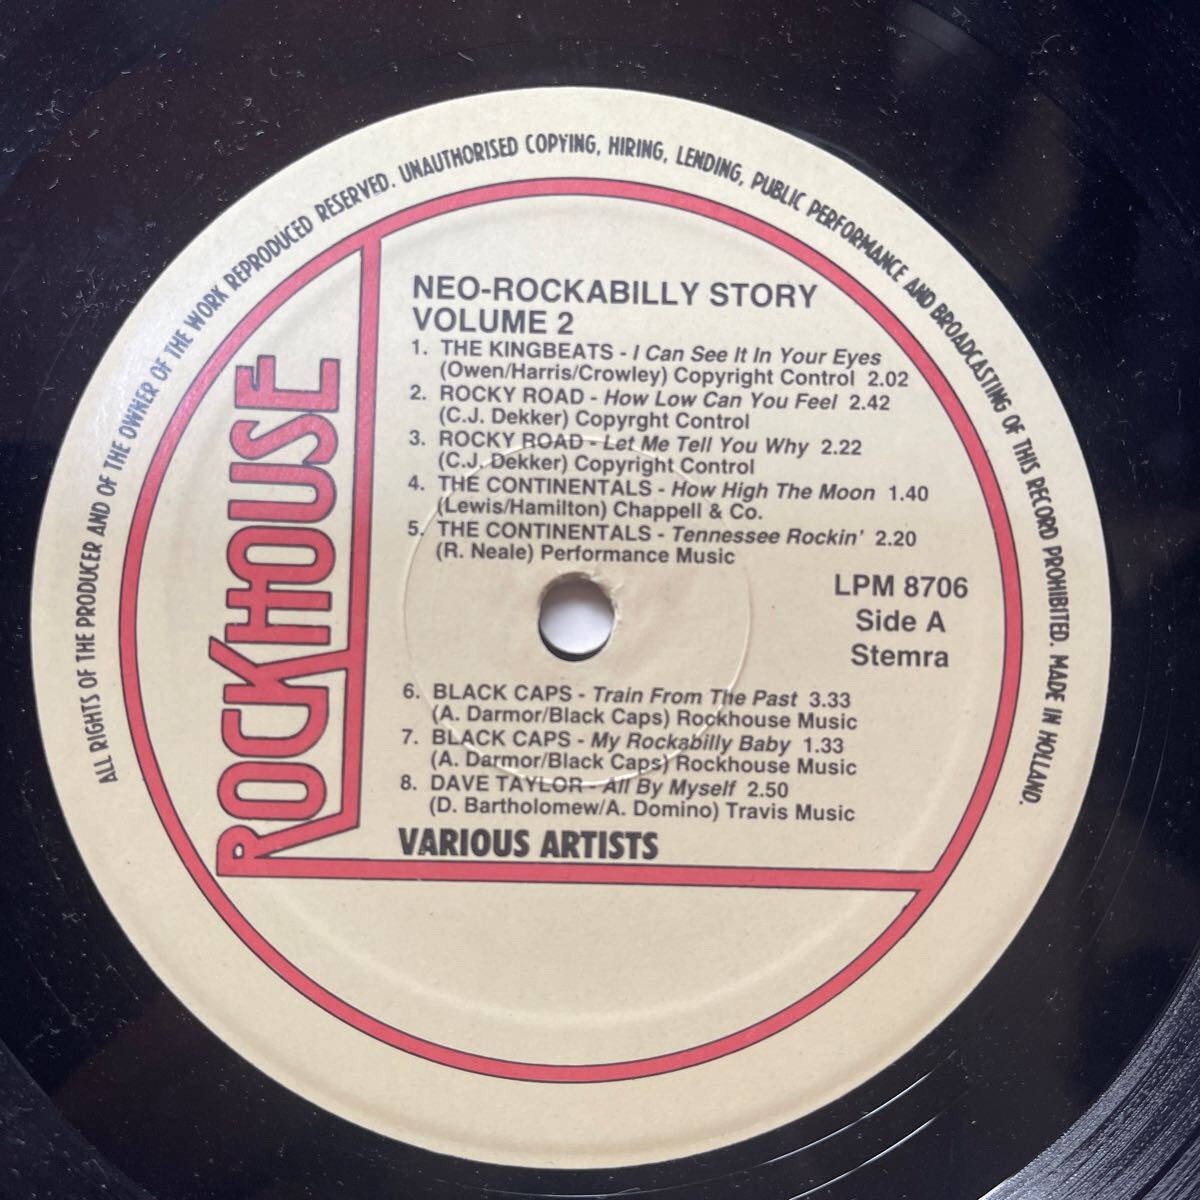 ALL RIGHTS OF THE PRODUCER AND OF THE OWNER OF THE WORK REPRODUCED RESERVED. UNAUTHORISED COPYING, HIRING, LENDING, PUBLIC PERFORMANCE AND BROADCASTING OF THIS RECORD PROHIBITED. MADE IN HOLLAND.
ROCKHOUSE
NEO-ROCKABILLY STORY
VOLUME 2
1. THE KINGBEATS - I Can See It In Your Eyes
(Owen/Harris/Crowley) Copyright Control 2.02
2. ROCKY ROAD - How Low Can You Feel 2.42
(C.J. Dekker) Copyrght Control
3. ROCKY ROAD - Let Me Tell You Why 2.22
(C.J. Dekker) Copyright Control
4. THE CONTINENTALS - How High The Moon 1.40
(Lewis/Hamilton) Chappell & Co.
5. THE CONTINENTALS - Tennessee Rockin' 2.20
(R. Neale) Performance Music
LPM 8706
Side A
Stemra
6. BLACK CAPS - Train From The Past 3.33
(A. Darmor/Black Caps) Rockhouse Music
7. BLACK CAPS - My Rockabilly Baby 1.33
(A. Darmor/Black Caps) Rockhouse Music
8. DAVE TAYLOR - All By Myself 2.50
(D. Bartholomew/A. Domino) Travis Music
VARIOUS ARTISTS